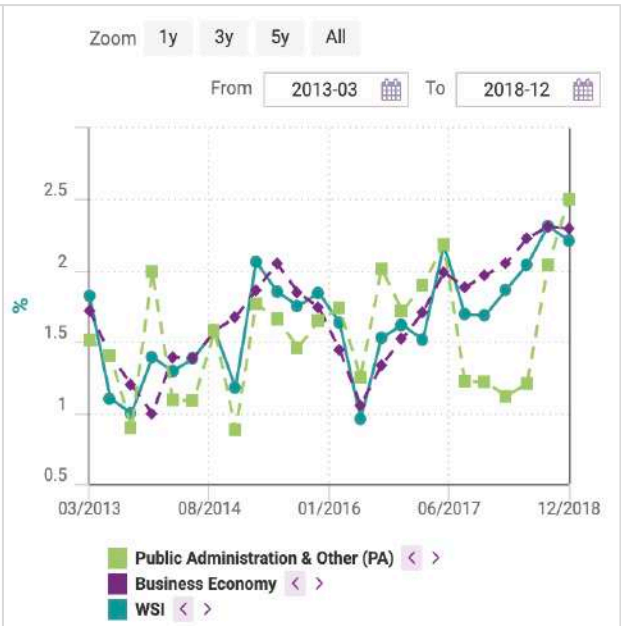 Zoom 1y 3y 5y All
From 2013-03 To 2018-12
2.5
2
%
1.5
1
0.5
03/2013 08/2014 01/2016 06/2017 12/2018
Public Administration & Other (PA) < >
Business Economy < >
WSI < >